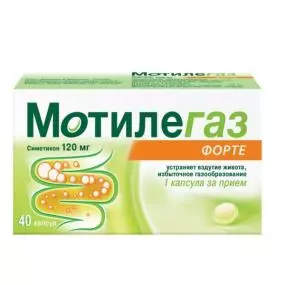 Мотилегаз
Симетикон 120 мг
ФОРТЕ
устраняет вздутие живота,
избыточное газообразование
1 капсула за прием
40 капсул